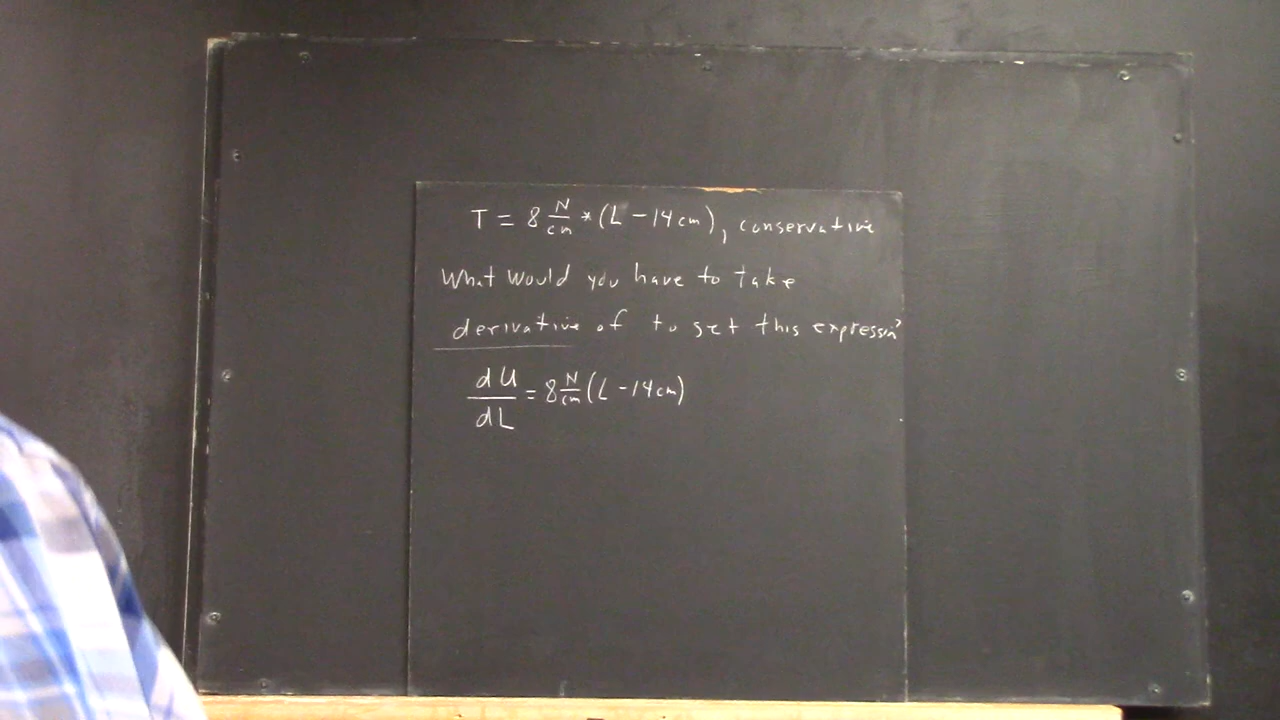 T = 8 N/cm * (L - 14cm), conservative
What would you have to take
derivative of to get this expression?
dU/dL = 8 N/cm (L - 14cm)